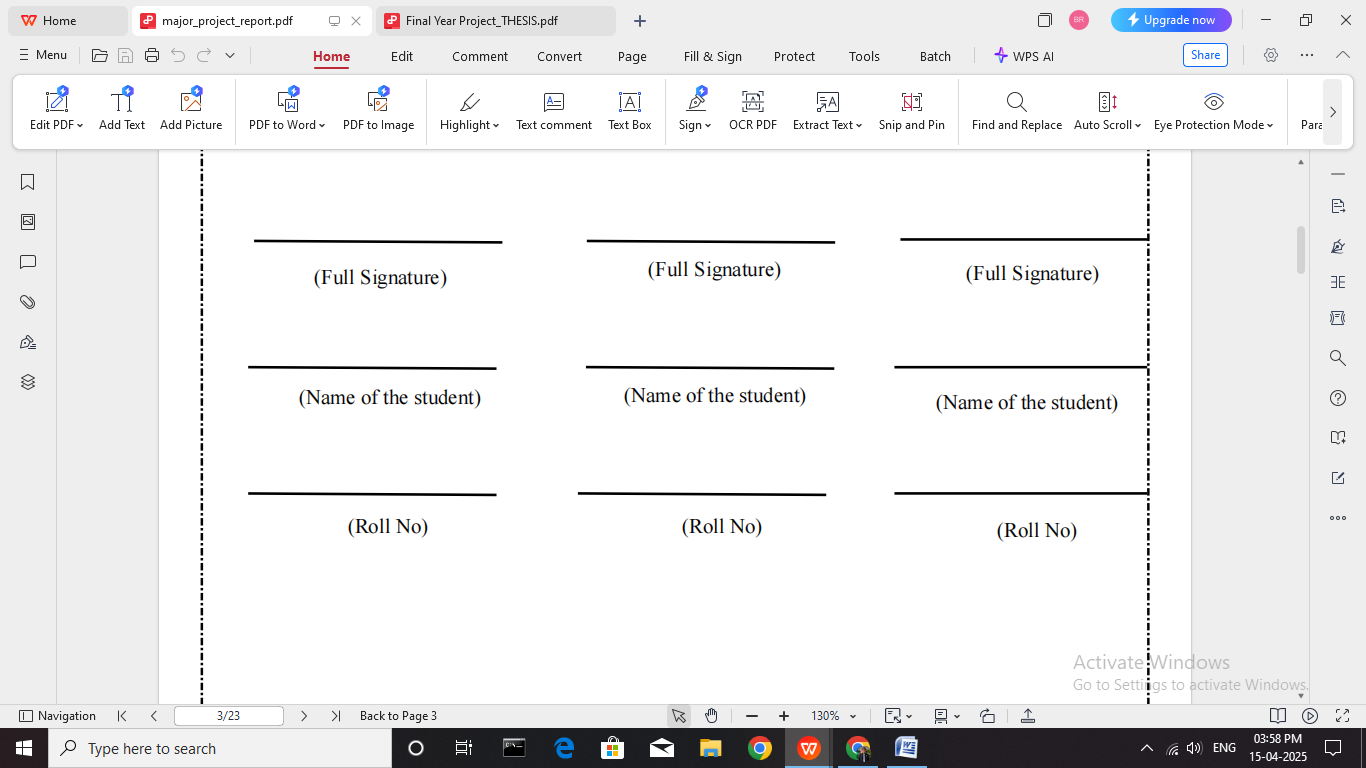 Home
major_project_report.pdf
Final Year Project_THESIS.pdf
BR
Upgrade now
Menu
Home
Edit
Comment
Convert
Page
Fill & Sign
Protect
Tools
Batch
WPS AI
Share
Edit PDF
Add Text
Add Picture
PDF to Word
PDF to Image
Highlight
Text comment
Text Box
Sign
OCR PDF
Extract Text
Snip and Pin
Find and Replace
Auto Scroll
Eye Protection Mode
Para
(Full Signature) (Full Signature) (Full Signature)
(Name of the student) (Name of the student) (Name of the student)
(Roll No) (Roll No) (Roll No)
Activate Windows
Go to Settings to activate Windows.
Navigation
3/23
Back to Page 3
130%
Type here to search
ENG
03:58 PM
15-04-2025